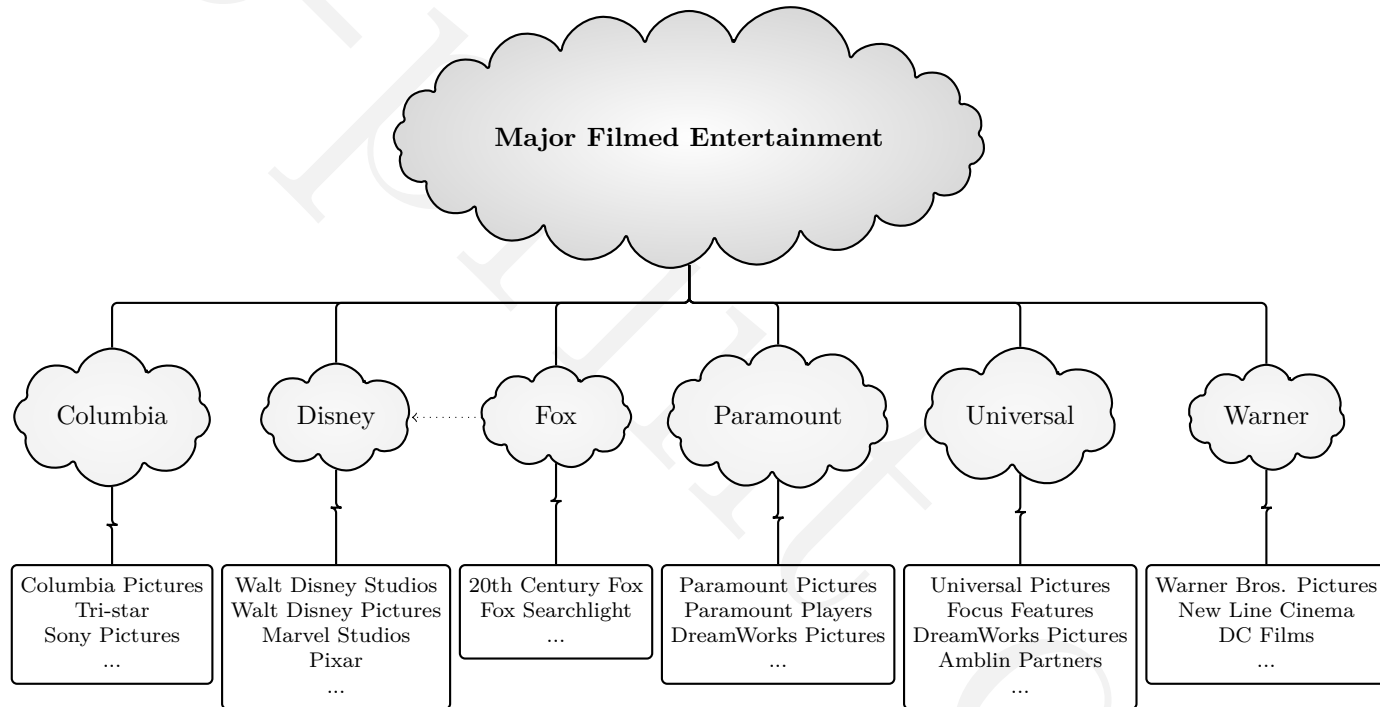 Major Filmed Entertainment
Columbia
Disney
Fox
Paramount
Universal
Warner
Columbia Pictures
Tri-star
Sony Pictures
...
Walt Disney Studios
Walt Disney Pictures
Marvel Studios
Pixar
...
20th Century Fox
Fox Searchlight
...
Paramount Pictures
Paramount Players
DreamWorks Pictures
...
Universal Pictures
Focus Features
DreamWorks Pictures
Amblin Partners
...
Warner Bros. Pictures
New Line Cinema
DC Films
...